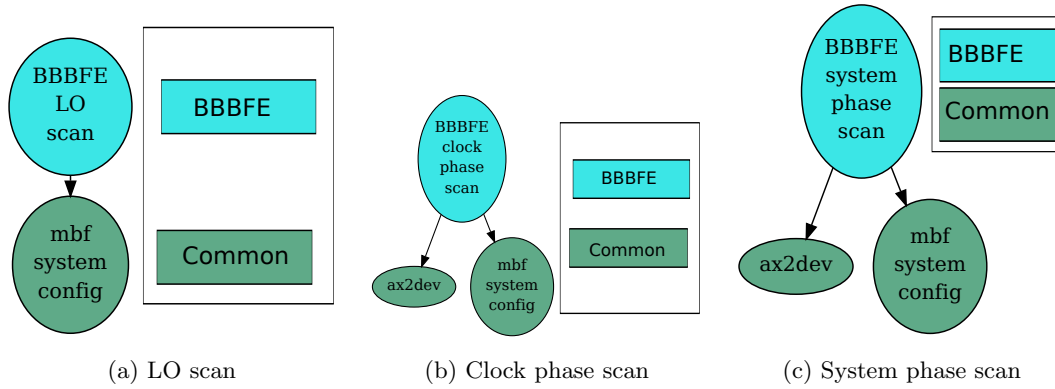 BBBFE
LO
scan
mbf
system
config
BBBFE
Common
(a) LO scan
BBBFE
clock
phase
scan
ax2dev
mbf
system
config
BBBFE
Common
(b) Clock phase scan
BBBFE
system
phase
scan
ax2dev
mbf
system
config
BBBFE
Common
(c) System phase scan